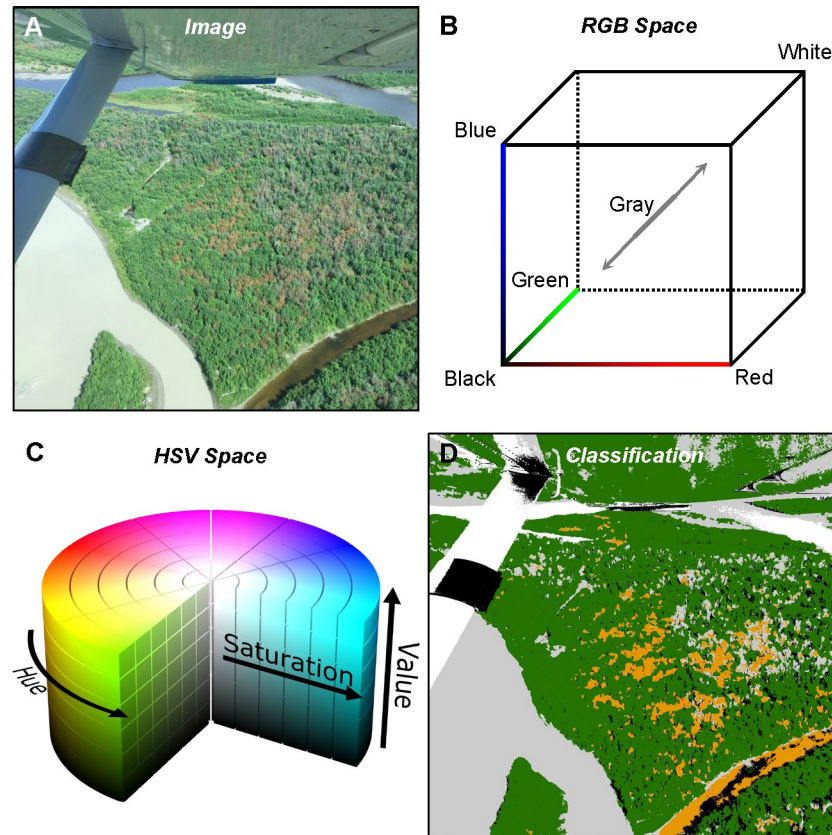 A
Image
B
RGB Space
White
Blue
Gray
Green
Black
Red
C
HSV Space
Hue
Saturation
Value
D
Classification